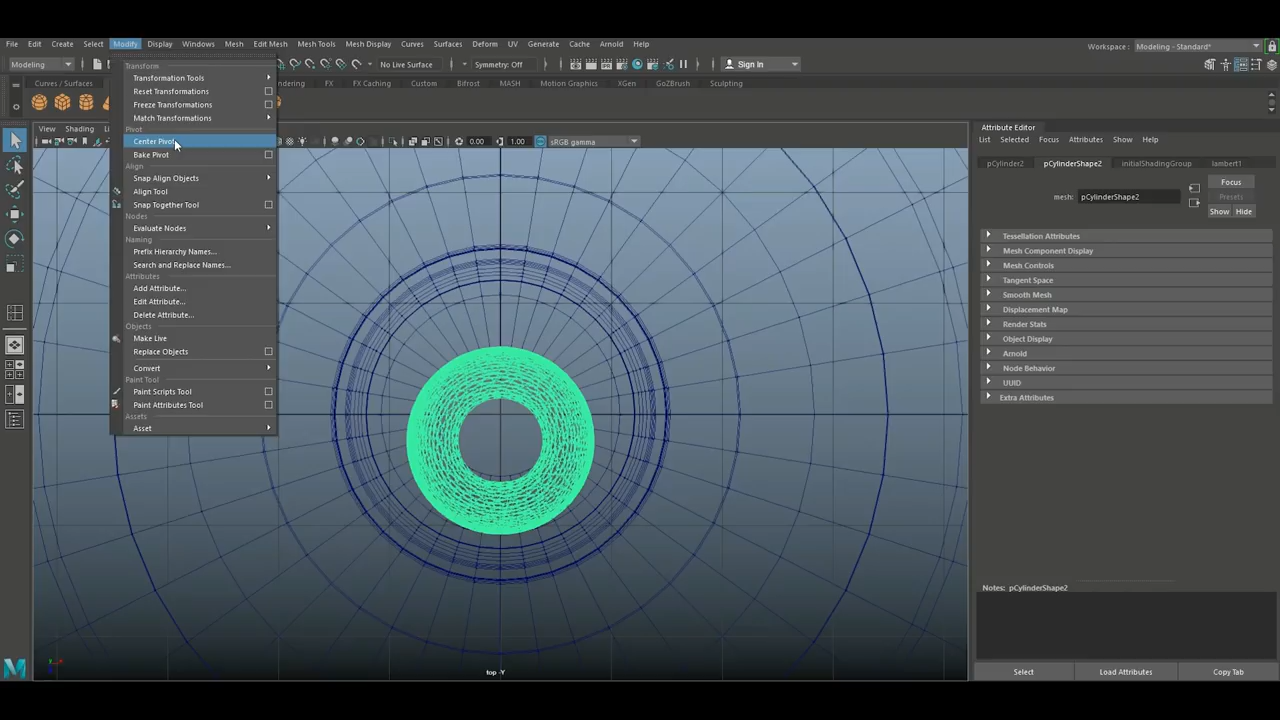 File Edit Create Select Modify Display Windows Mesh Edit Mesh Mesh Tools Mesh Display Curves Surfaces Deform UV Generate Cache Arnold Help
Workspace : Modeling - Standard*
Modeling
No Live Surface
Symmetry: Off
Sign In
Curves / Surfaces
FX
FX Caching
Custom
Bifrost
MASH
Motion Graphics
XGen
GoZBrush
Sculpting
View Shading
0.00
1.00
sRGB gamma
Transform
Transformation Tools
Reset Transformations
Freeze Transformations
Match Transformations
Pivot
Center Pivot
Bake Pivot
Align
Snap Align Objects
Align Tool
Snap Together Tool
Nodes
Evaluate Nodes
Naming
Prefix Hierarchy Names...
Search and Replace Names...
Attributes
Add Attribute...
Edit Attribute...
Delete Attribute...
Objects
Make Live
Replace Objects
Convert
Paint Tool
Paint Scripts Tool
Paint Attributes Tool
Assets
Asset
top -Y
Attribute Editor
List Selected Focus Attributes Show Help
pCylinder2 pCylinderShape2 initialShadingGroup lambert1
Focus
mesh: pCylinderShape2
Presets
Show Hide
Tessellation Attributes
Mesh Component Display
Mesh Controls
Tangent Space
Smooth Mesh
Displacement Map
Render Stats
Object Display
Arnold
Node Behavior
UUID
Extra Attributes
Notes: pCylinderShape2
Select Load Attributes Copy Tab